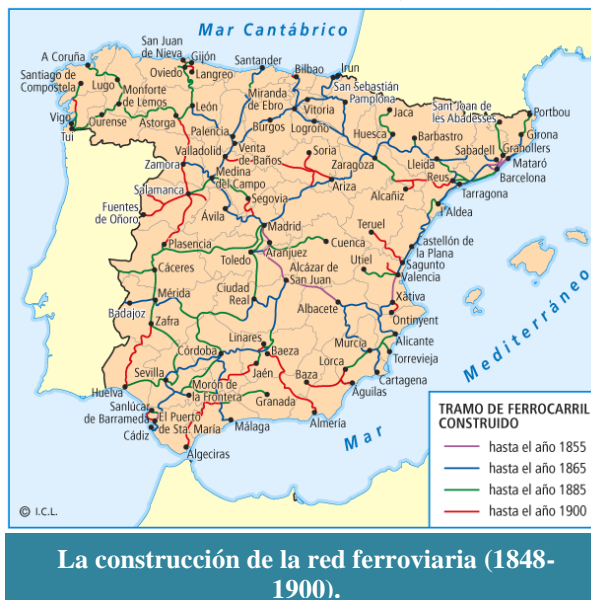 Mar Cantábrico
San Juan
de Nieva
Gijón
A Coruña
Santander
Bilbao
Irun
Santiago de
Compostela
Lugo
Oviedo
Langreo
San Sebastián
Monforte
de Lemos
León
Miranda
de Ebro
Vitoria
Pamplona
Jaca
Sant Joan de
les Abadesses
Portbou
Vigo
Tui
Ourense
Astorga
Palencia
Burgos
Logroño
Huesca
Barbastro
Girona
Valladolid
Venta
de-Baños
Soria
Zaragoza
Lleida
Sabadell
Granollers
Mataró
Zamora
Medina
del Campo
Ariza
Reus
Barcelona
Salamanca
Segovia
Alcañiz
Tarragona
Fuentes
de Oñoro
Ávila
l'Aldea
Madrid
Teruel
Plasencia
Cuenca
Castellón de
la Plana
Toledo
Aranjuez
Utiel
Sagunto
Cáceres
Alcázar de
San Juan
Valencia
Mérida
Ciudad
Real
Xàtiva
Badajoz
Albacete
Ontinyent
Zafra
Linares
Alicante
Córdoba
Baeza
Murcia
Torrevieja
Sevilla
Jaén
Lorca
Huelva
Morón de
la Frontera
Baza
Cartagena
Sanlúcar
de Barrameda
Granada
Águilas
El Puerto
de Sta. María
Cádiz
Málaga
Almería
Algeciras
Mar
Mediterráneo
TRAMO DE FERROCARRIL
CONSTRUIDO
hasta el año 1855
hasta el año 1865
hasta el año 1885
hasta el año 1900
© I.C.L.
La construcción de la red ferroviaria (1848-
1900).